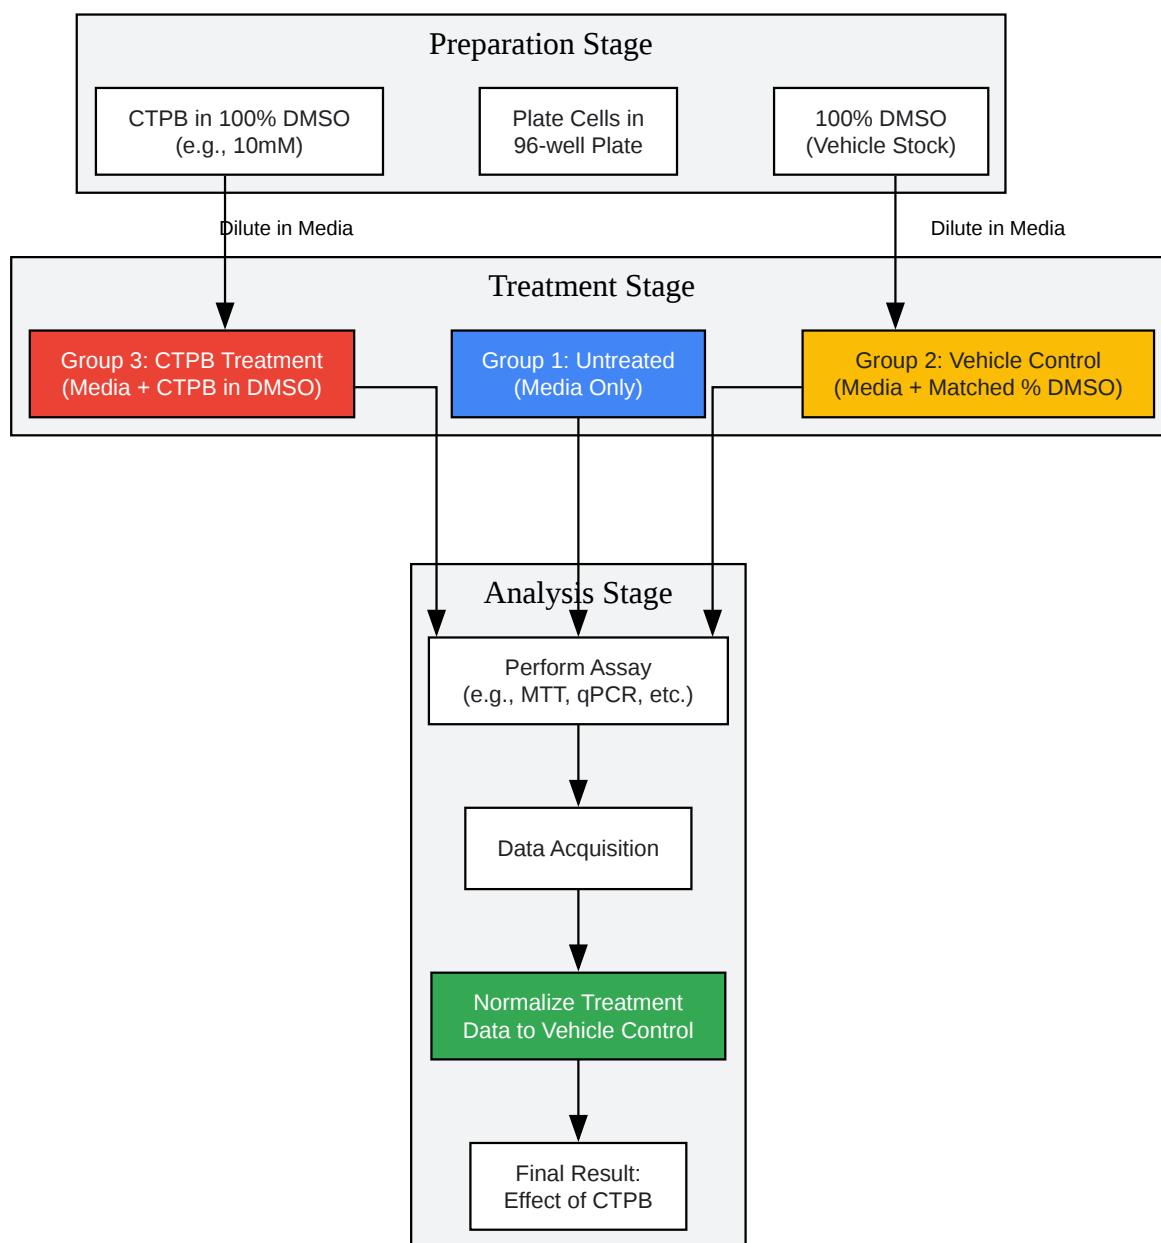 Preparation Stage
CTPB in 100% DMSO
(e.g., 10mM)
Plate Cells in
96-well Plate
100% DMSO
(Vehicle Stock)
Dilute in Media
Dilute in Media
Treatment Stage
Group 3: CTPB Treatment
(Media + CTPB in DMSO)
Group 1: Untreated
(Media Only)
Group 2: Vehicle Control
(Media + Matched % DMSO)
Analysis Stage
Perform Assay
(e.g., MTT, qPCR, etc.)
Data Acquisition
Normalize Treatment
Data to Vehicle Control
Final Result:
Effect of CTPB